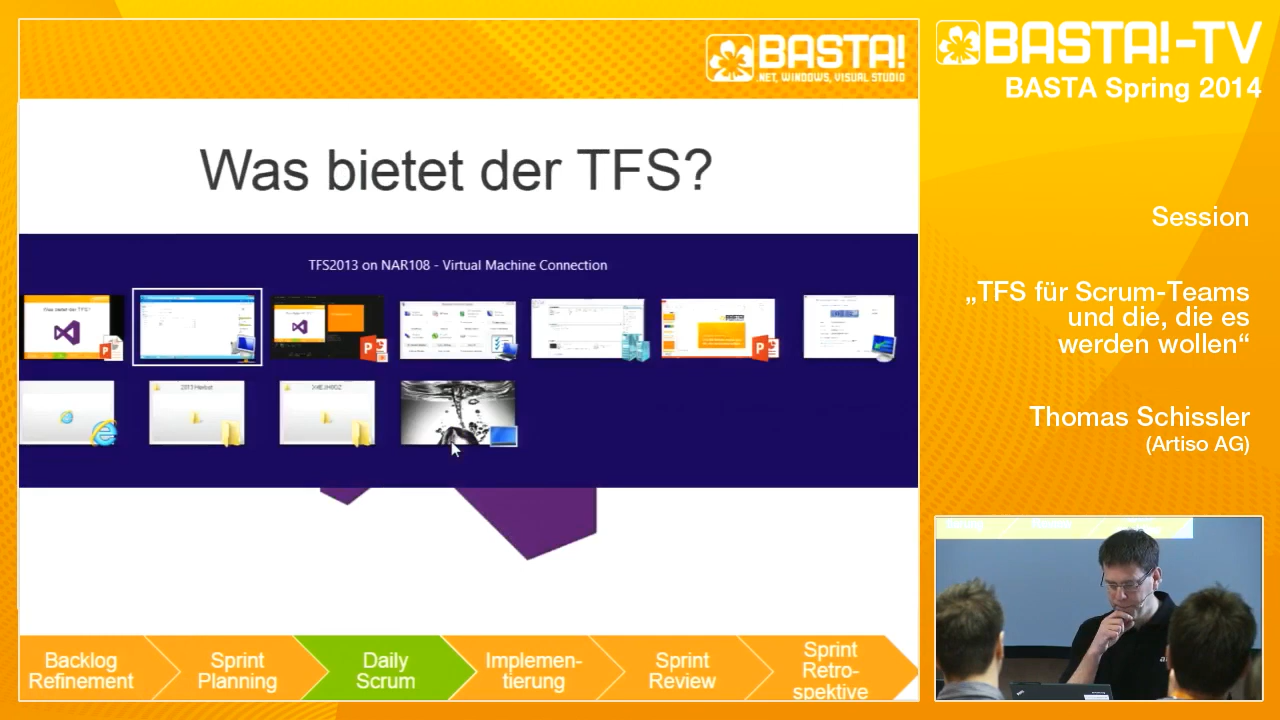 BASTA!
.NET, WINDOWS, VISUAL STUDIO
Was bietet der TFS?
TFS2013 on NAR108 - Virtual Machine Connection
Was bietet der TFS?
2013 Herbst
Backlog
Refinement
Sprint
Planning
Daily
Scrum
Implemen-
tierung
Sprint
Review
Sprint
Retro-
spektive
BASTA!-TV
BASTA Spring 2014
Session
„TFS für Scrum-Teams
und die, die es
werden wollen“
Thomas Schissler
(Artiso AG)